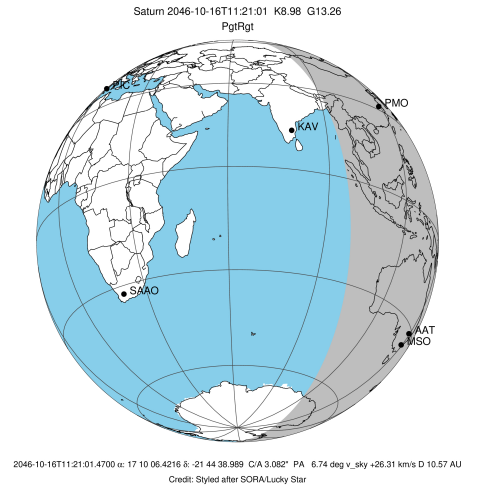 Saturn 2046-10-16T11:21:01  K8.98  G13.26
PgtRgt
PIC
PMO
KAV
SAAO
AAT
MSO
2046-10-16T11:21:01.4700 α: 17 10 06.4216 δ: -21 44 38.989  C/A 3.082"  PA   6.74 deg v_sky +26.31 km/s D 10.57 AU
Credit: Styled after SORA/Lucky Star